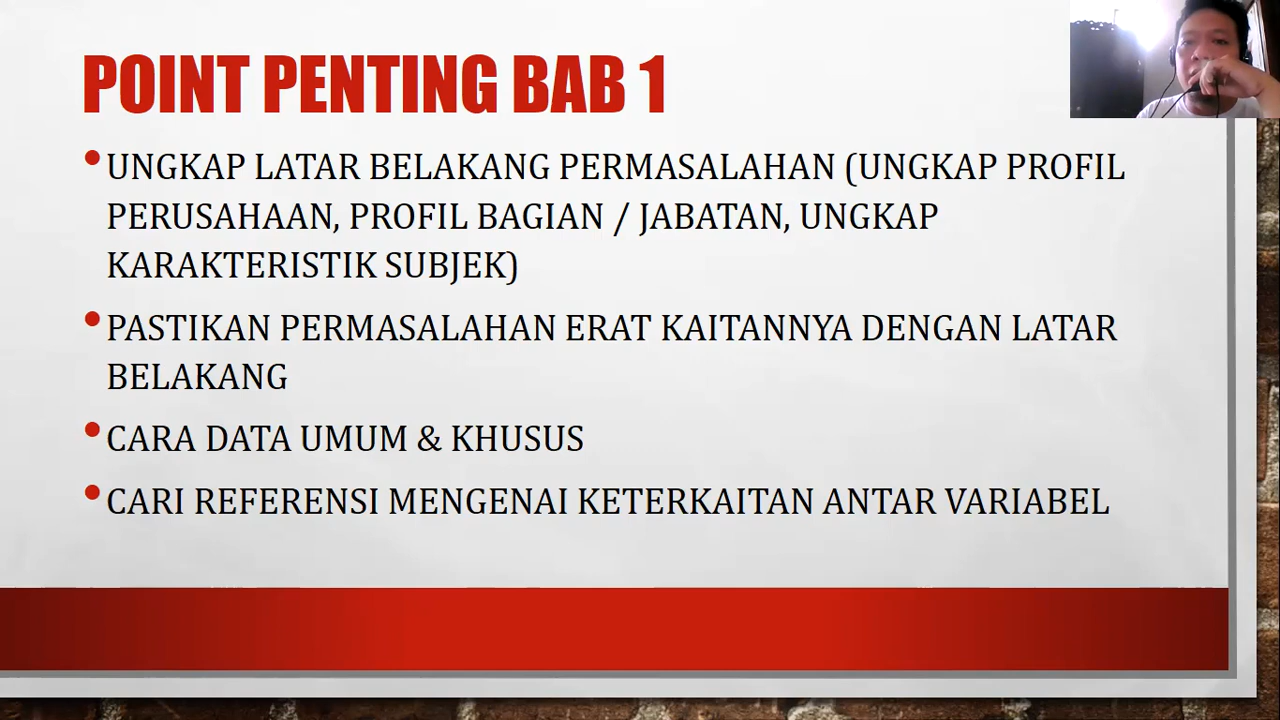 POINT PENTING BAB 1
•UNGKAP LATAR BELAKANG PERMASALAHAN (UNGKAP PROFIL
PERUSAHAAN, PROFIL BAGIAN / JABATAN, UNGKAP
KARAKTERISTIK SUBJEK)
•PASTIKAN PERMASALAHAN ERAT KAITANNYA DENGAN LATAR
BELAKANG
•CARA DATA UMUM & KHUSUS
•CARI REFERENSI MENGENAI KETERKAITAN ANTAR VARIABEL